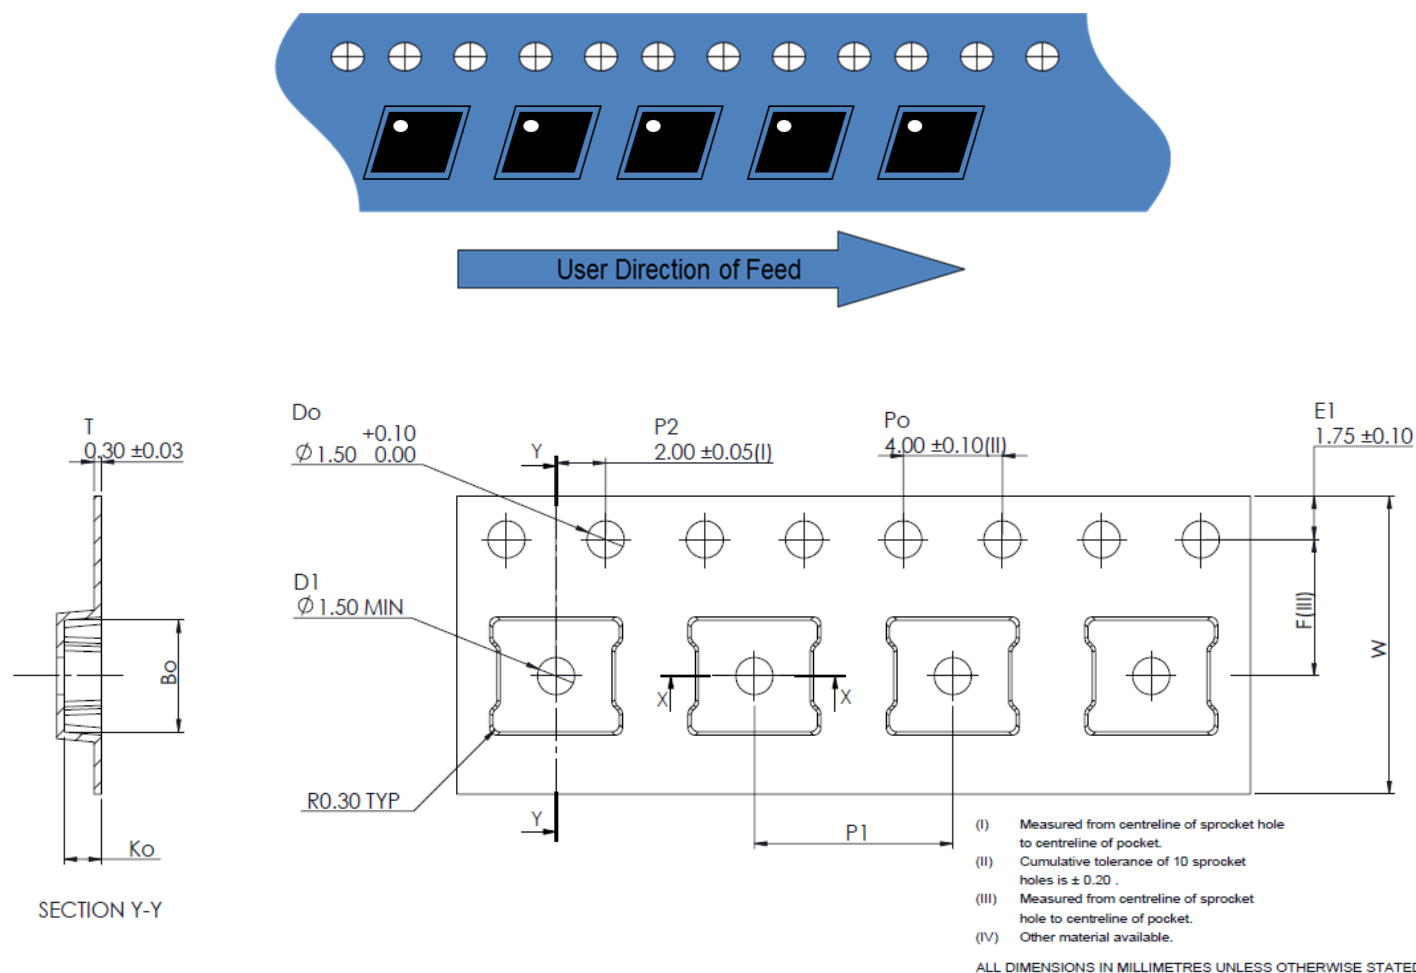 User Direction of Feed
T
0.30 ±0.03
Do
+0.10
∅1.50 0.00
Y
P2
2.00 ±0.05(I)
Po
4.00 ±0.10(II)
E1
1.75 ±0.10
D1
∅1.50 MIN
F(III)
W
Bo
X
X
R0.30 TYP
Y
P1
Ko
SECTION Y-Y
(I) Measured from centreline of sprocket hole
to centreline of pocket.
(II) Cumulative tolerance of 10 sprocket
holes is ± 0.20 .
(III) Measured from centreline of sprocket
hole to centreline of pocket.
(IV) Other material available.
ALL DIMENSIONS IN MILLIMETRES UNLESS OTHERWISE STATED